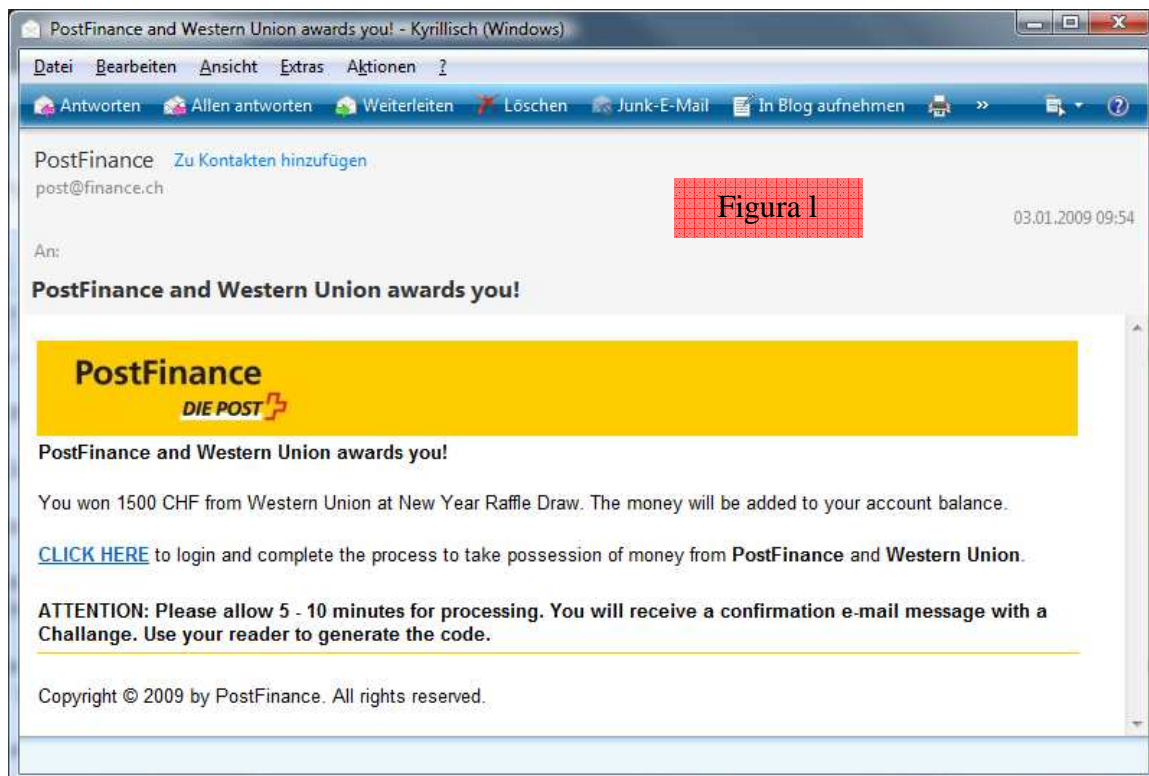 PostFinance and Western Union awards you! - Kyrillisch (Windows)
Datei Bearbeiten Ansicht Extras Aktionen ?
Antworten Allen antworten Weiterleiten Löschen Junk-E-Mail In Blog aufnehmen »
PostFinance Zu Kontakten hinzufügen
post@finance.ch
Figura 1
03.01.2009 09:54
An:
PostFinance and Western Union awards you!
PostFinance
DIE POST
PostFinance and Western Union awards you!
You won 1500 CHF from Western Union at New Year Raffle Draw. The money will be added to your account balance.
CLICK HERE to login and complete the process to take possession of money from PostFinance and Western Union.
ATTENTION: Please allow 5 - 10 minutes for processing. You will receive a confirmation e-mail message with a
Challange. Use your reader to generate the code.
Copyright © 2009 by PostFinance. All rights reserved.